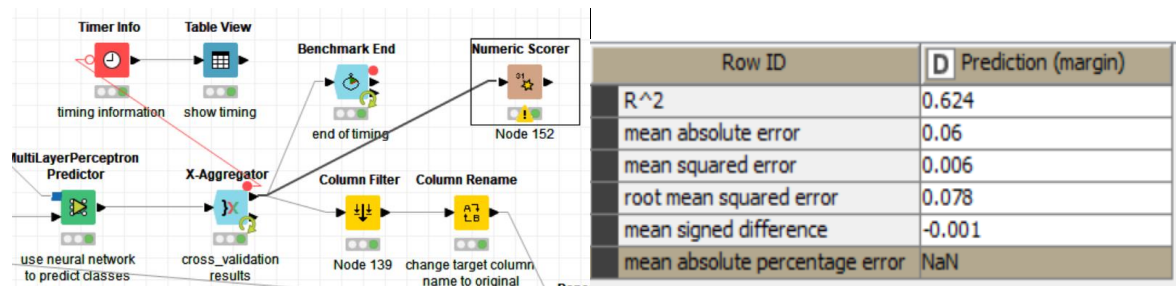 Timer Info
Table View
timing information
show timing
Benchmark End
end of timing
Numeric Scorer
Node 152
MultiLayerPerceptron
Predictor
use neural network
to predict classes
X-Aggregator
cross_validation
results
Column Filter
Node 139
Column Rename
change target column
name to original
Row ID
D Prediction (margin)
R^2 0.624
mean absolute error 0.06
mean squared error 0.006
root mean squared error 0.078
mean signed difference -0.001
mean absolute percentage error NaN